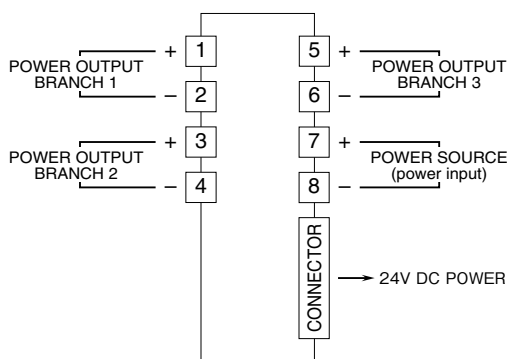 POWER OUTPUT
BRANCH 1
+ 1
− 2
POWER OUTPUT
BRANCH 2
+ 3
− 4
5 +
6 −
POWER OUTPUT
BRANCH 3
7 +
8 −
POWER SOURCE
(power input)
CONNECTOR
24V DC POWER